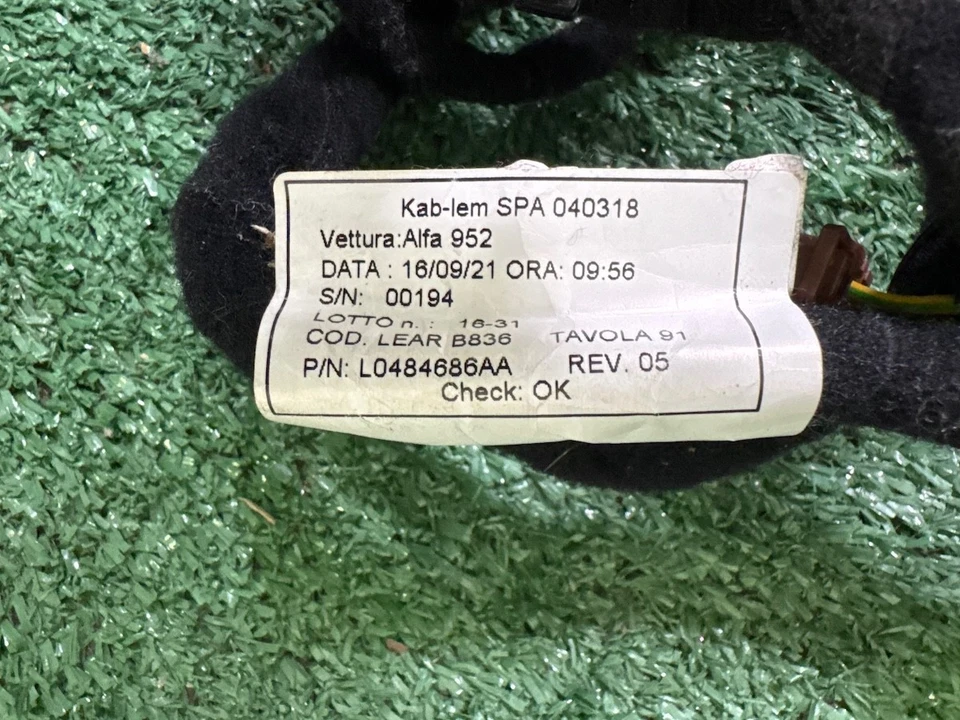 Kab-lem SPA 040318
Vettura:Alfa 952
DATA : 16/09/21 ORA: 09:56
S/N: 00194
LOTTO n. : 16-31
COD. LEAR B836 TAVOLA 91
P/N: L0484686AA REV. 05
Check: OK